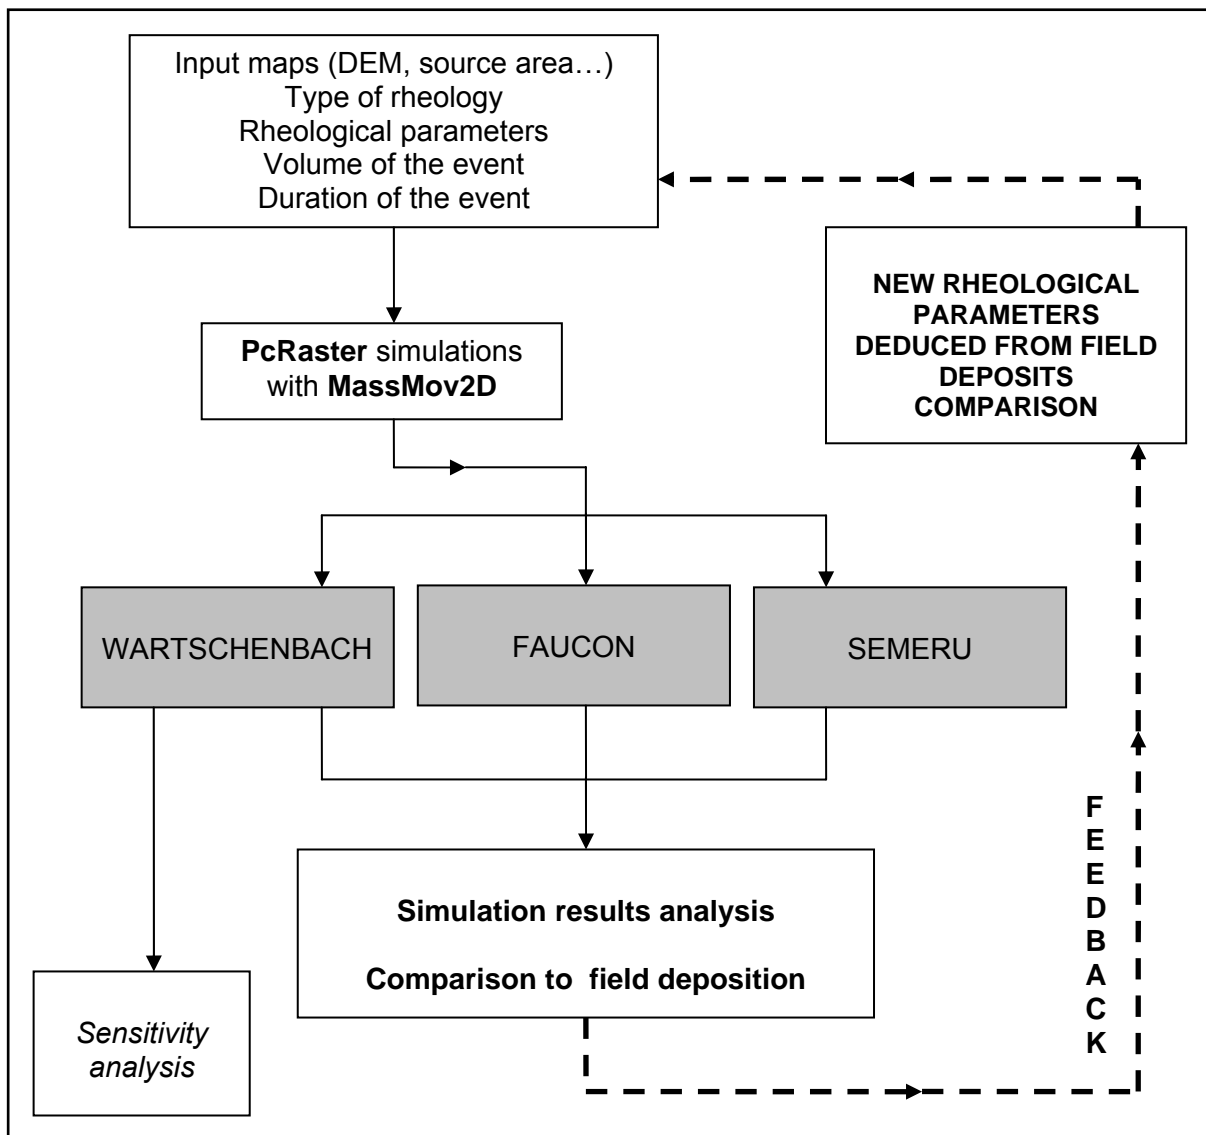 Input maps (DEM, source area…)
Type of rheology
Rheological parameters
Volume of the event
Duration of the event
NEW RHEOLOGICAL
PARAMETERS
DEDUCED FROM FIELD
DEPOSITS
COMPARISON
PcRaster simulations
with MassMov2D
WARTSCHENBACH
FAUCON
SEMERU
Simulation results analysis
Comparison to field deposition
Sensitivity
analysis
F
E
E
D
B
A
C
K